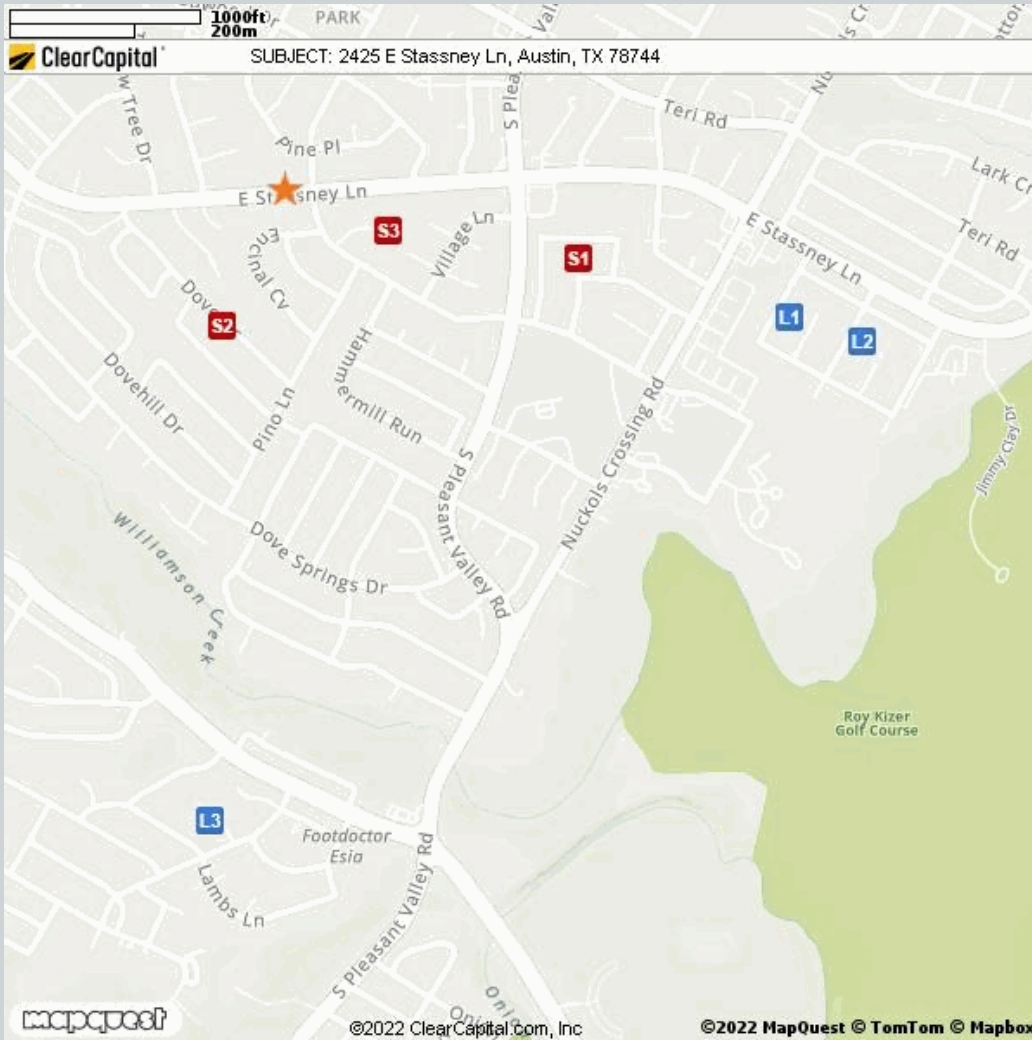 1000ft
200m
PARK
ClearCapital
SUBJECT: 2425 E Stassney Ln, Austin, TX 78744
W Tree Dr
S Plea
Teri Rd
Pine Pl
Lark Cr
E Stassney Ln
S3
Village Ln
E Stassney Ln
Teri Rd
Encinal Cv
S1
S2
L1
L2
Hammermill Run
Dovehill Dr
Pino Ln
Nuckols Crossing Rd
Jimmy Clay Dr
S Pleasant Valley Rd
Williamson Creek
Dove Springs Dr
Roy Kizer
Golf Course
L3
Footdoctor
Esia
Lambs Ln
S Pleasant Valley Rd
mapquest
©2022 ClearCapital.com, Inc
©2022 MapQuest © TomTom © Mapbox